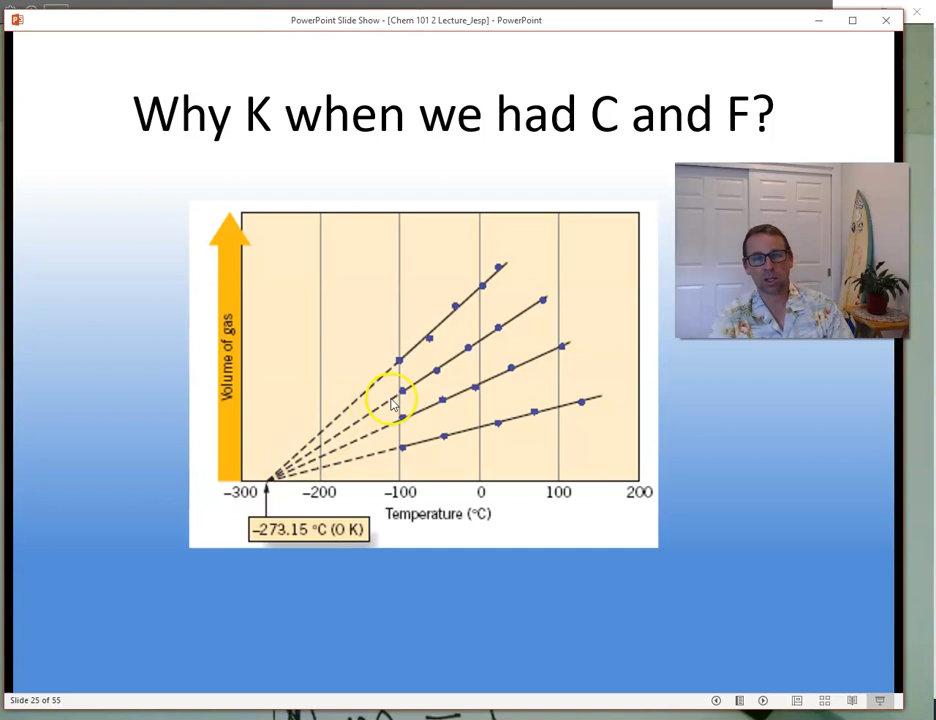 PowerPoint Slide Show - [Chem 101 2 Lecture_Jesp] - PowerPoint
Why K when we had C and F?
Volume of gas
−300 −200 −100 0 100 200
Temperature (°C)
−273.15 °C (0 K)
Slide 25 of 55